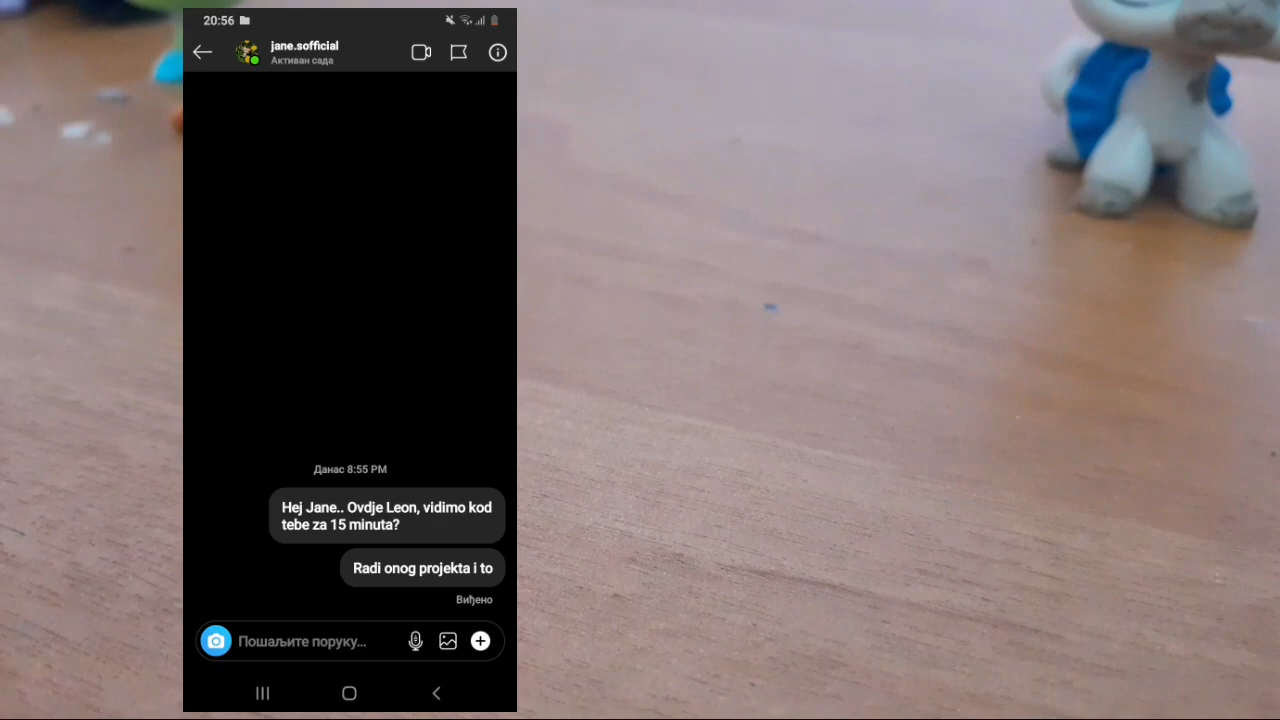 20:56
jane.sofficial
Активан сада
Данас 8:55 PM
Hej Jane.. Ovdje Leon, vidimo kod
tebe za 15 minuta?
Radi onog projekta i to
Виђено
Пошаљите поруку...